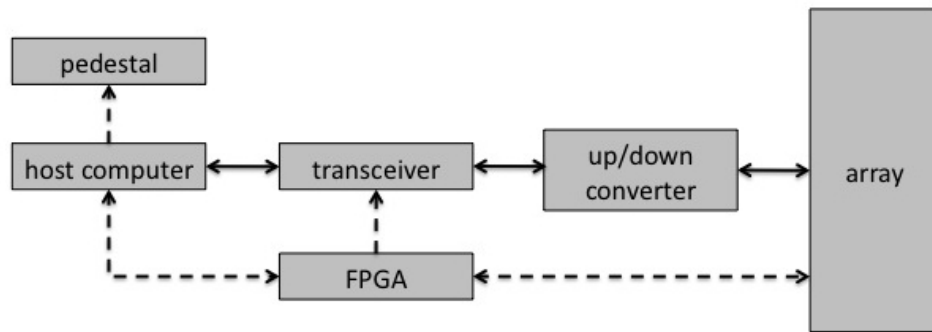 pedestal
host computer
transceiver
up/down
converter
array
FPGA